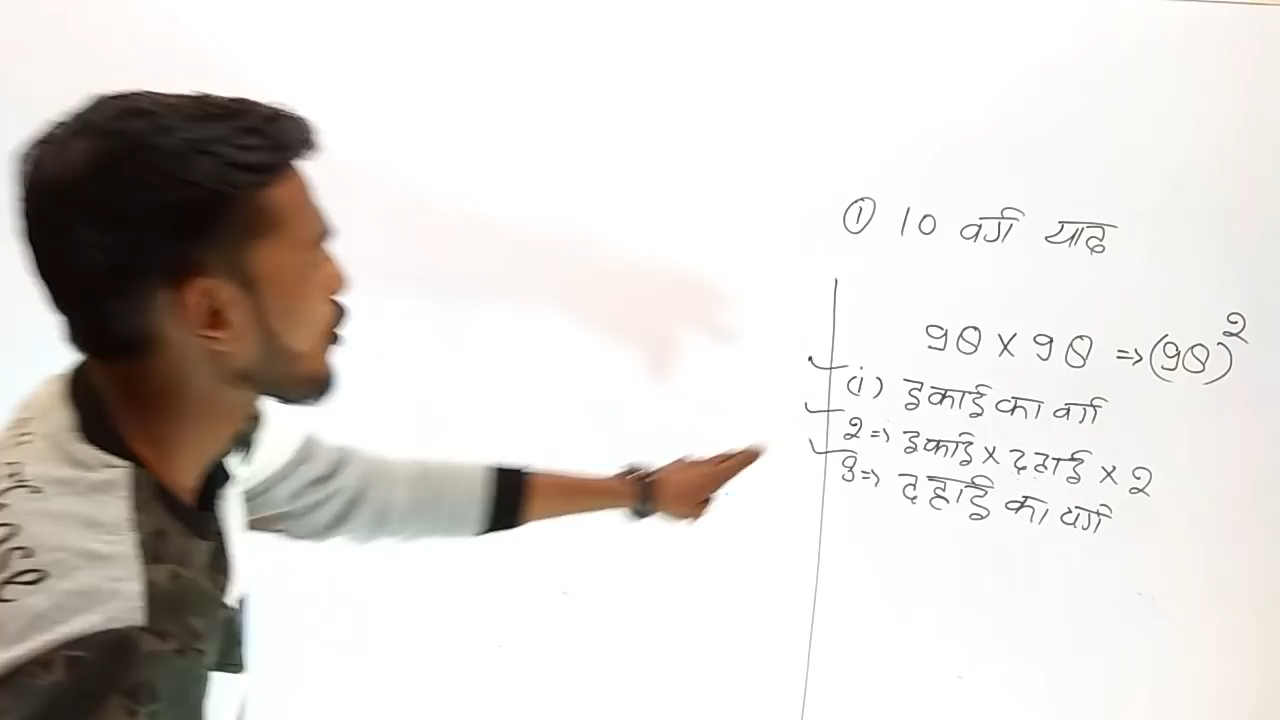 ① 10 वर्ग याद
98 × 98 => (98)²
(i) इकाई का वर्ग
2 => इकाई × दहाई × 2
3 => दहाई का वर्ग